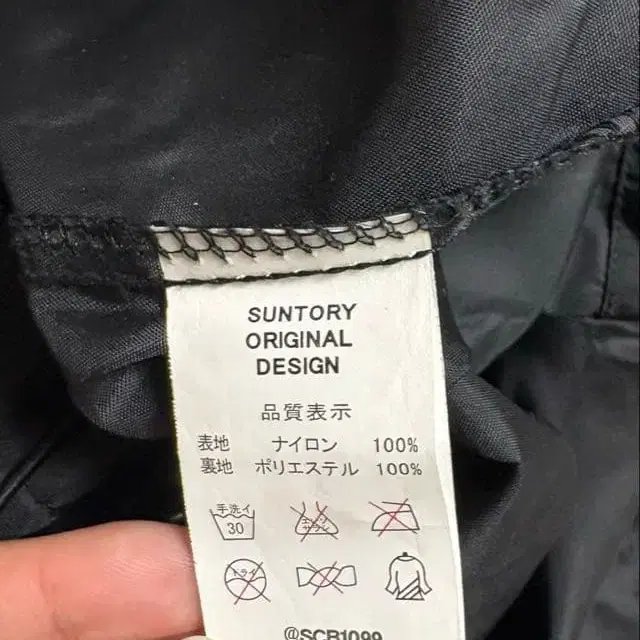 SUNTORY
ORIGINAL
DESIGN
品質表示
表地 ナイロン 100%
裏地 ポリエステル 100%
手洗イ
30
@SCB1099